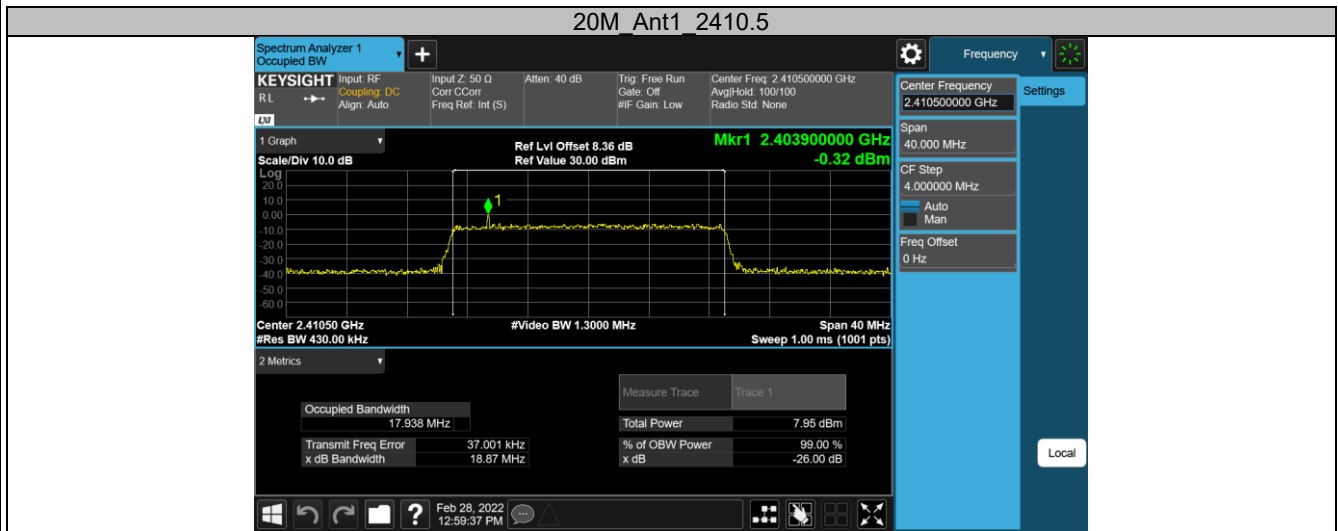 20M_Ant1_2410.5
Spectrum Analyzer 1
Occupied BW
Frequency
KEYSIGHT
R L
LXI
Input: RF
Coupling: DC
Align: Auto
Input Z: 50 Ω
Corr CCorr
Freq Ref: Int (S)
Atten: 40 dB
Trig: Free Run
Gate: Off
#IF Gain: Low
Center Freq: 2.410500000 GHz
Avg|Hold: 100/100
Radio Std: None
Center Frequency
2.410500000 GHz
Settings
Span
40.000 MHz
CF Step
4.000000 MHz
Auto
Man
Freq Offset
0 Hz
1 Graph
Scale/Div 10.0 dB
Ref Lvl Offset 8.36 dB
Ref Value 30.00 dBm
Mkr1 2.403900000 GHz
-0.32 dBm
Log
20.0
10.0
0.00
-10.0
-20.0
-30.0
-40.0
-50.0
-60.0
1
Center 2.41050 GHz
#Video BW 1.3000 MHz
Span 40 MHz
#Res BW 430.00 kHz
Sweep 1.00 ms (1001 pts)
2 Metrics
Measure Trace Trace 1
Occupied Bandwidth
17.938 MHz
Total Power 7.95 dBm
Transmit Freq Error 37.001 kHz
% of OBW Power 99.00 %
x dB Bandwidth 18.87 MHz
x dB -26.00 dB
Local
Feb 28, 2022
12:59:37 PM